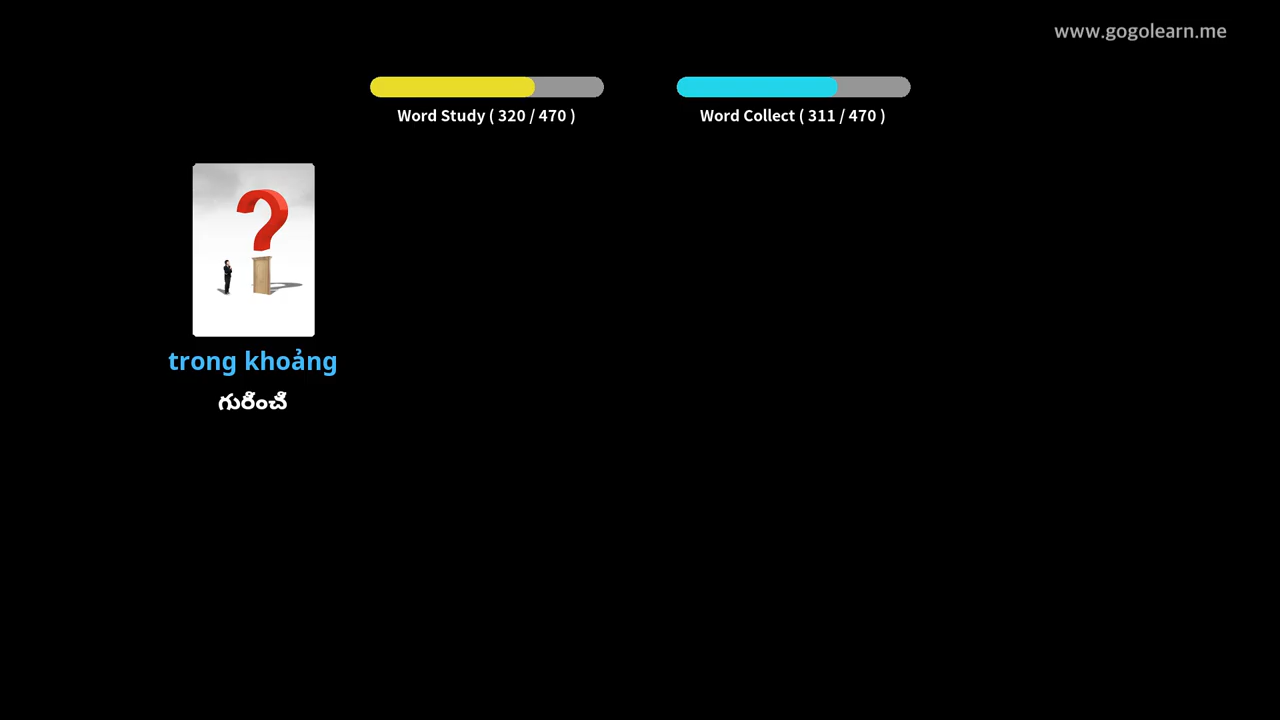 www.gogolearn.me
Word Study ( 320 / 470 )
Word Collect ( 311 / 470 )
trong khoảng
గురించి